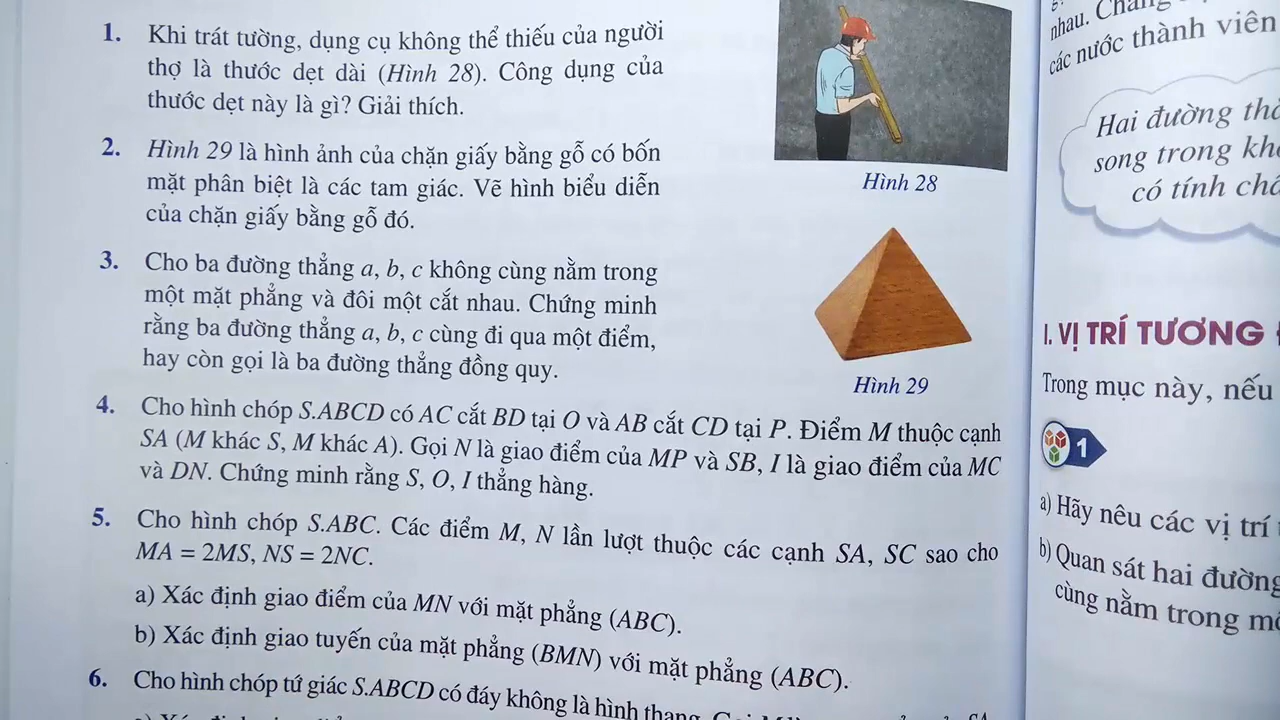 1. Khi trát tường, dụng cụ không thể thiếu của người
thợ là thước dẹt dài (Hình 28). Công dụng của
thước dẹt này là gì? Giải thích.
Hình 28
2. Hình 29 là hình ảnh của chặn giấy bằng gỗ có bốn
mặt phân biệt là các tam giác. Vẽ hình biểu diễn
của chặn giấy bằng gỗ đó.
3. Cho ba đường thẳng a, b, c không cùng nằm trong
một mặt phẳng và đôi một cắt nhau. Chứng minh
rằng ba đường thẳng a, b, c cùng đi qua một điểm,
hay còn gọi là ba đường thẳng đồng quy.
Hình 29
4. Cho hình chóp S.ABCD có AC cắt BD tại O và AB cắt CD tại P. Điểm M thuộc cạnh
SA (M khác S, M khác A). Gọi N là giao điểm của MP và SB, I là giao điểm của MC
và DN. Chứng minh rằng S, O, I thẳng hàng.
5. Cho hình chóp S.ABC. Các điểm M, N lần lượt thuộc các cạnh SA, SC sao cho
MA = 2MS, NS = 2NC.
a) Xác định giao điểm của MN với mặt phẳng (ABC).
b) Xác định giao tuyến của mặt phẳng (BMN) với mặt phẳng (ABC).
6. Cho hình chóp tứ giác S.ABCD có đáy không là hình thang.
nhau.
các nước thành viên
Hai đường
song trong
có tính
I. VỊ TRÍ TƯƠNG
Trong mục này, nếu
1
a) Hãy nêu các vị trí
b) Quan sát hai đường
cùng nằm trong